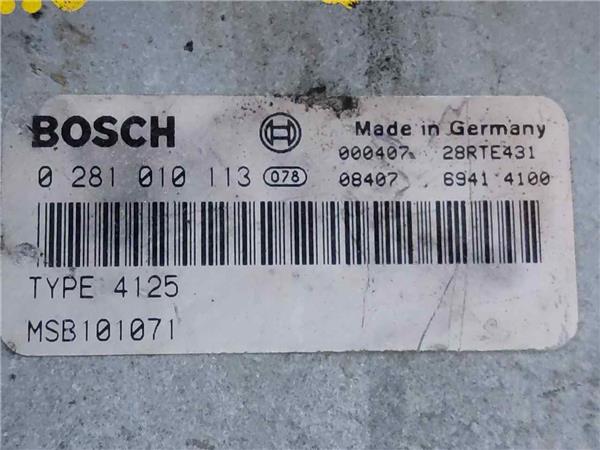 BOSCH
Made in Germany
000407 28RTE431
0 281 010 113 078 08407 6941 4100
TYPE 4125
MSB101071